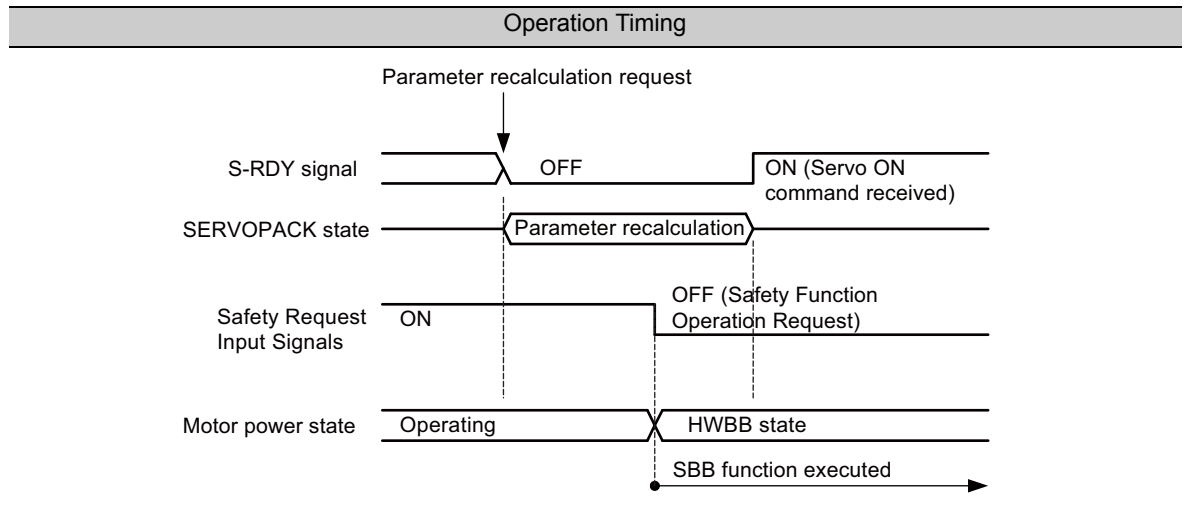 Operation Timing
Parameter recalculation request
S-RDY signal
OFF
ON (Servo ON
command received)
SERVOPACK state
Parameter recalculation
Safety Request
Input Signals
ON
OFF (Safety Function
Operation Request)
Motor power state
Operating
HWBB state
SBB function executed